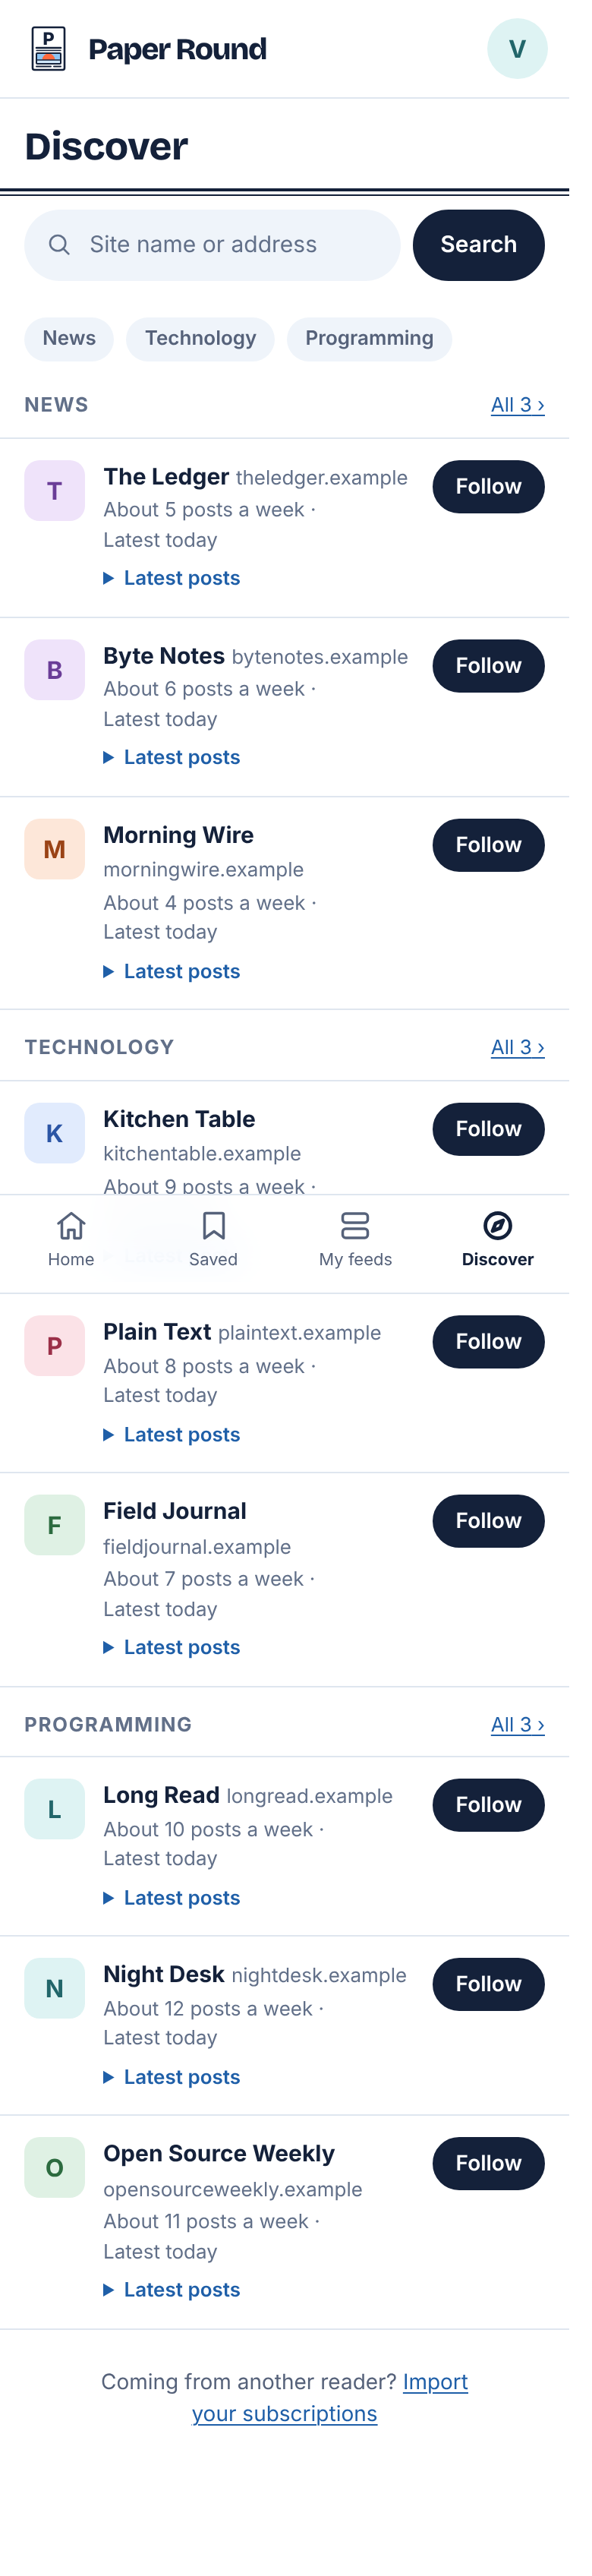 P
Paper Round
V
Discover
Site name or address
Search
News
Technology
Programming
NEWS
All 3 ›
T
The Ledger theledger.example
Follow
About 5 posts a week ·
Latest today
▶ Latest posts
B
Byte Notes bytenotes.example
Follow
About 6 posts a week ·
Latest today
▶ Latest posts
M
Morning Wire
Follow
morningwire.example
About 4 posts a week ·
Latest today
▶ Latest posts
TECHNOLOGY
All 3 ›
K
Kitchen Table
Follow
kitchentable.example
About 9 posts a week ·
Home
Saved
My feeds
Discover
P
Plain Text plaintext.example
Follow
About 8 posts a week ·
Latest today
▶ Latest posts
F
Field Journal
Follow
fieldjournal.example
About 7 posts a week ·
Latest today
▶ Latest posts
PROGRAMMING
All 3 ›
L
Long Read longread.example
Follow
About 10 posts a week ·
Latest today
▶ Latest posts
N
Night Desk nightdesk.example
Follow
About 12 posts a week ·
Latest today
▶ Latest posts
O
Open Source Weekly
Follow
opensourceweekly.example
About 11 posts a week ·
Latest today
▶ Latest posts
Coming from another reader? Import
your subscriptions